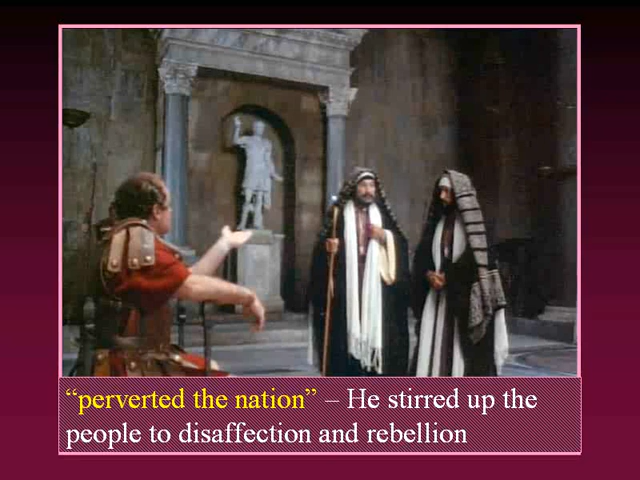 “perverted the nation” – He stirred up the
people to disaffection and rebellion